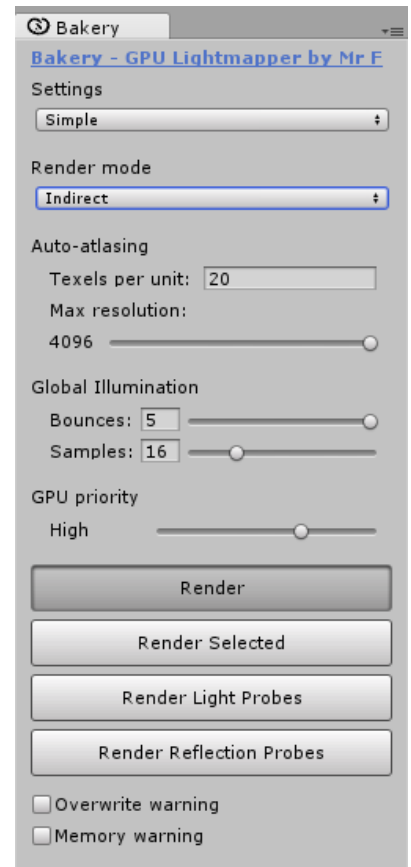 Bakery
Bakery - GPU Lightmapper by Mr F
Settings
Simple
Render mode
Indirect
Auto-atlasing
Texels per unit: 20
Max resolution:
4096
Global Illumination
Bounces: 5
Samples: 16
GPU priority
High
Render
Render Selected
Render Light Probes
Render Reflection Probes
Overwrite warning
Memory warning